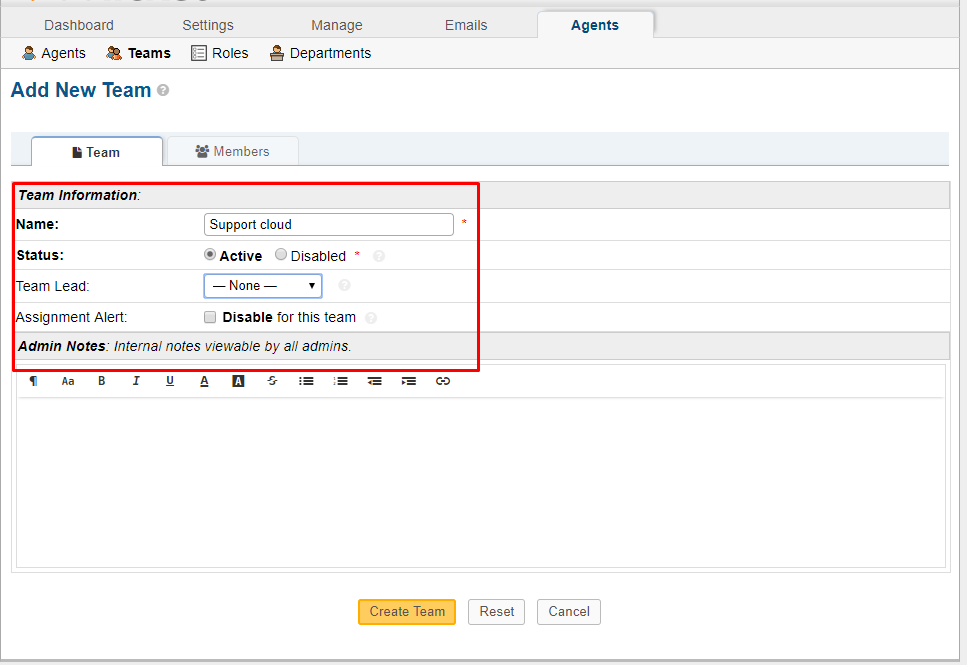 Dashboard Settings Manage Emails Agents
Agents Teams Roles Departments
Add New Team ?
Team Members
Team Information:
Name: Support cloud *
Status: Active Disabled * ?
Team Lead: — None — ▼ ?
Assignment Alert: Disable for this team ?
Admin Notes: Internal notes viewable by all admins.
¶ Aa B I U A A S
Create Team Reset Cancel